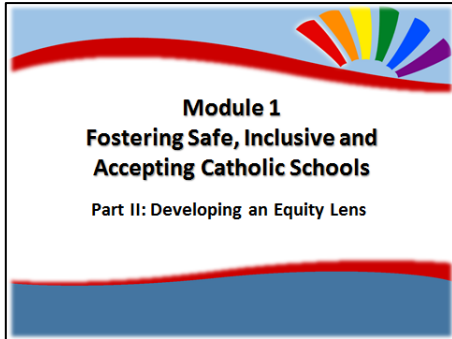 Module 1
Fostering Safe, Inclusive and
Accepting Catholic Schools
Part II: Developing an Equity Lens